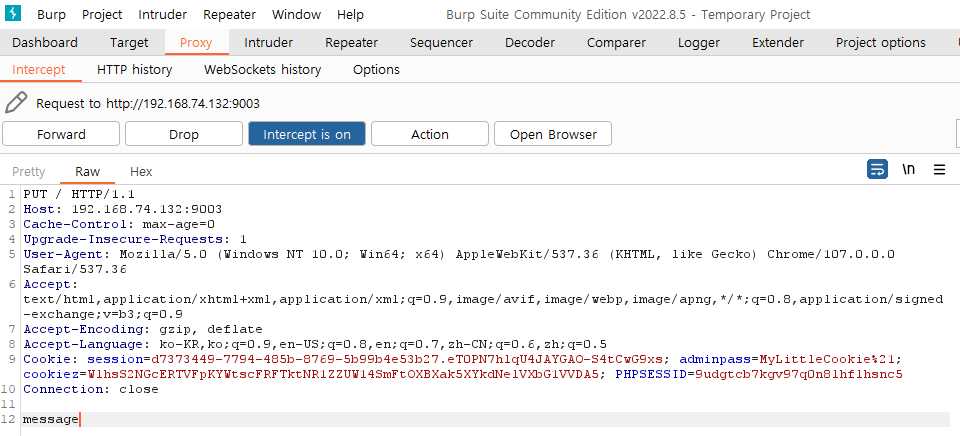 Burp Project Intruder Repeater Window Help Burp Suite Community Edition v2022.8.5 - Temporary Project
Dashboard Target Proxy Intruder Repeater Sequencer Decoder Comparer Logger Extender Project options
Intercept HTTP history WebSockets history Options
Request to http://192.168.74.132:9003
Forward Drop Intercept is on Action Open Browser
Pretty Raw Hex \n
1 PUT / HTTP/1.1
2 Host: 192.168.74.132:9003
3 Cache-Control: max-age=0
4 Upgrade-Insecure-Requests: 1
5 User-Agent: Mozilla/5.0 (Windows NT 10.0; Win64; x64) AppleWebKit/537.36 (KHTML, like Gecko) Chrome/107.0.0.0
Safari/537.36
6 Accept:
text/html,application/xhtml+xml,application/xml;q=0.9,image/avif,image/webp,image/apng,*/*;q=0.8,application/signed
-exchange;v=b3;q=0.9
7 Accept-Encoding: gzip, deflate
8 Accept-Language: ko-KR,ko;q=0.9,en-US;q=0.8,en;q=0.7,zh-CN;q=0.6,zh;q=0.5
9 Cookie: session=d7373449-7794-485b-8769-5b99b4e53b27.eTOPN7hlqU4JAYGAO-S4tCwG9xs; adminpass=MyLittleCookie%21;
cookiez=WlhsS2NGcERTVFpKYWtscFRFTktNR1ZZUW14SmFtOXBXak5XYkdNelVXbG1VVDA5; PHPSESSID=9udgtcb7kgv97q0n8lhflhsnc5
10 Connection: close
11
12 message